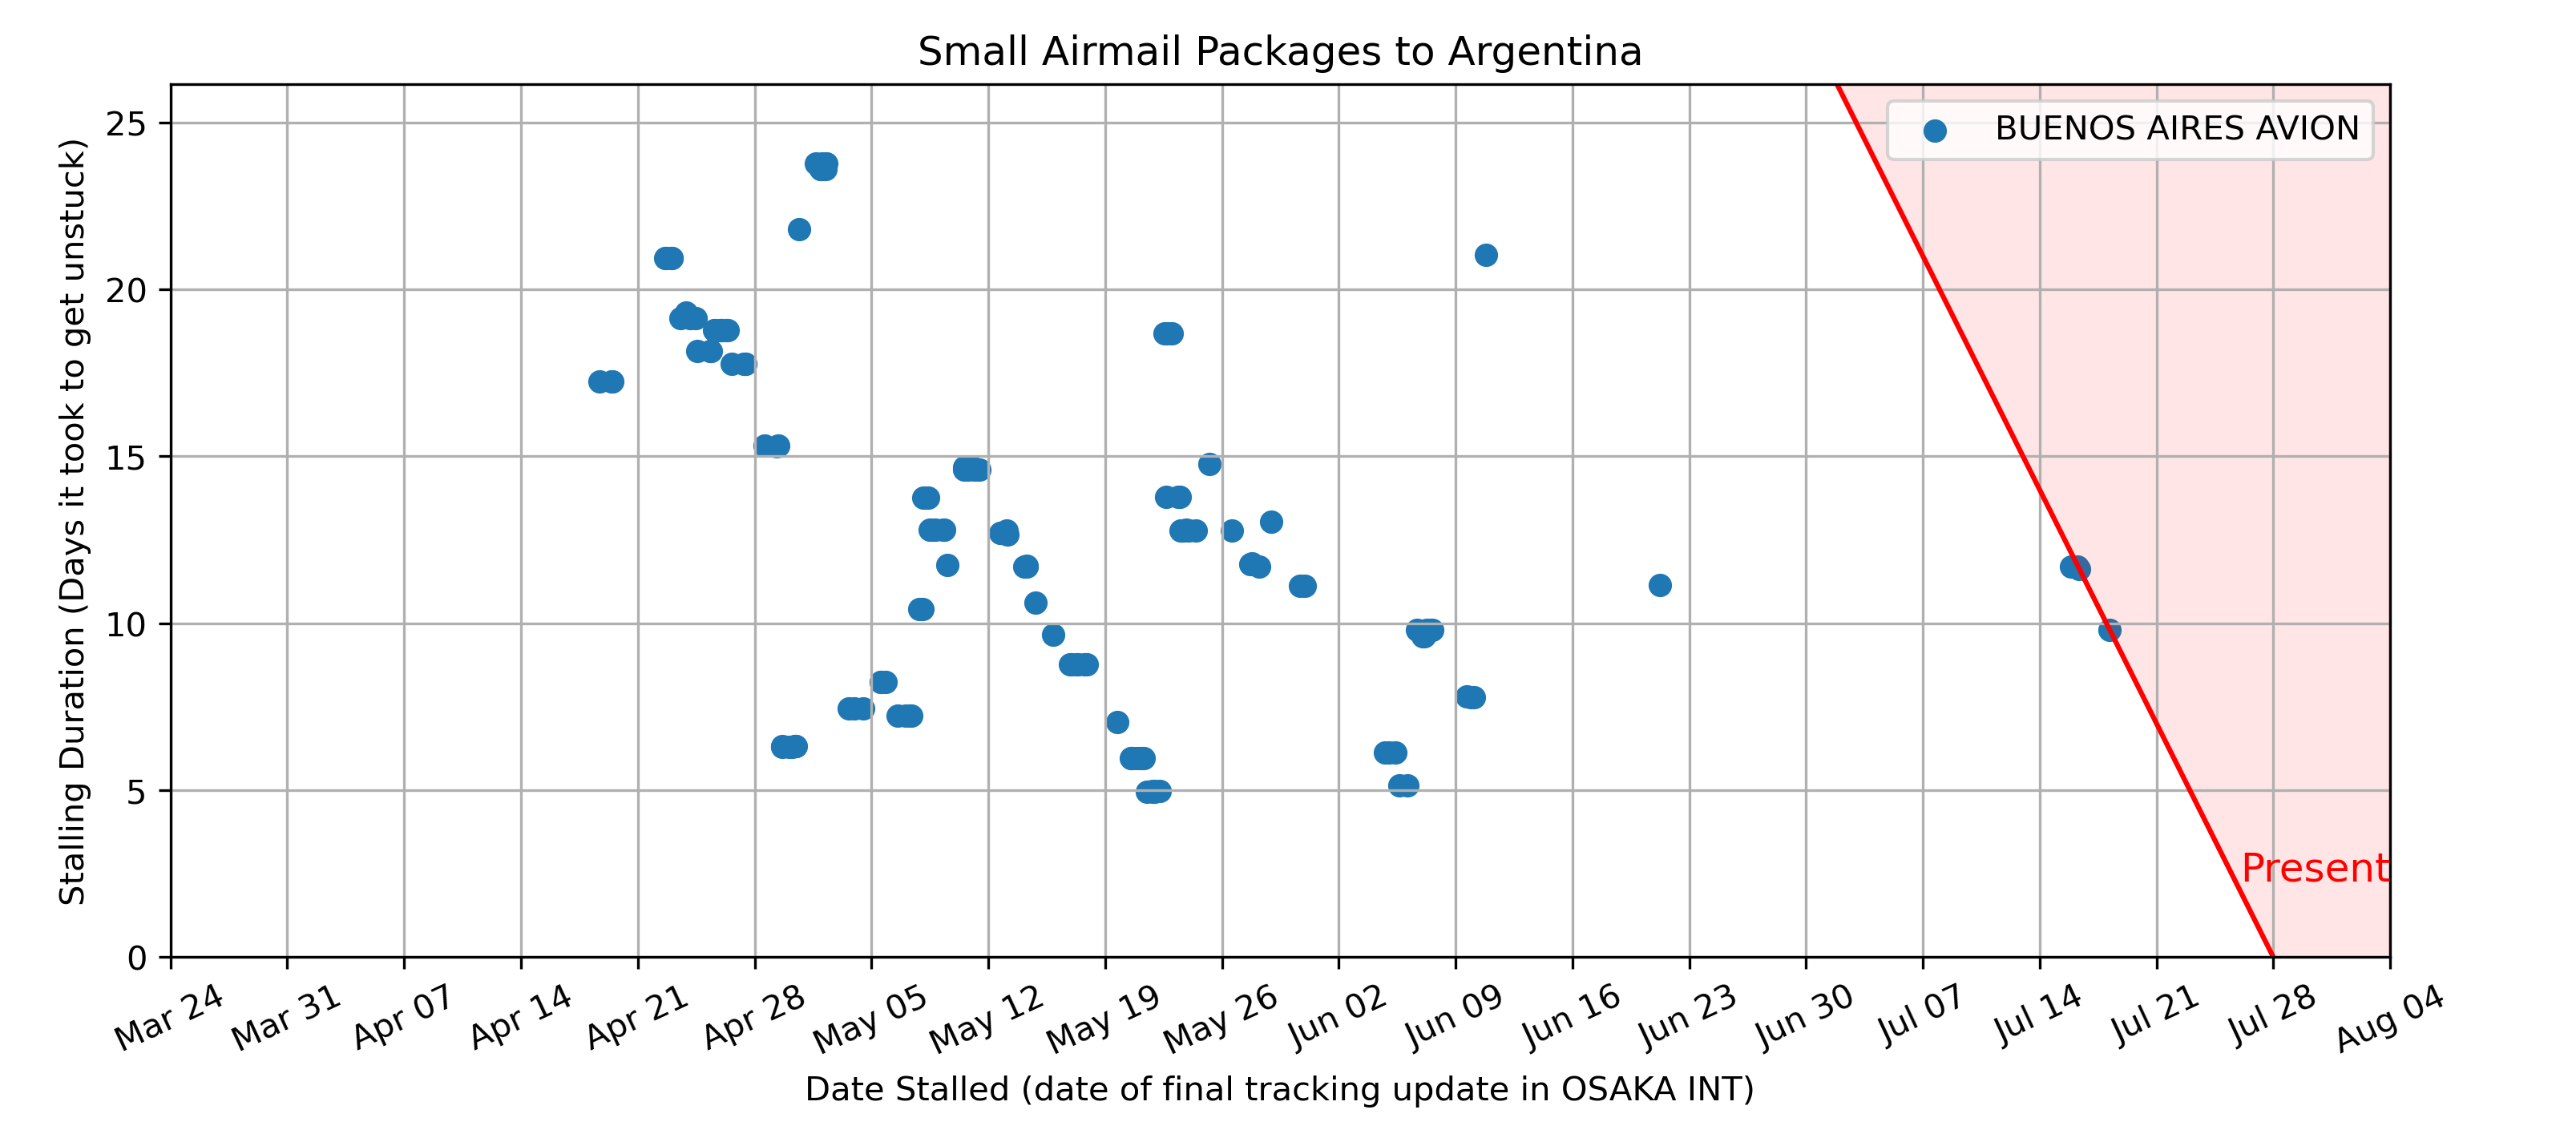 Small Airmail Packages to Argentina
BUENOS AIRES AVION
Stalling Duration (Days it took to get unstuck)
25
20
15
10
5
0
Present
Mar 24
Mar 31
Apr 07
Apr 14
Apr 21
Apr 28
May 05
May 12
May 19
May 26
Jun 02
Jun 09
Jun 16
Jun 23
Jun 30
Jul 07
Jul 14
Jul 21
Jul 28
Aug 04
Date Stalled (date of final tracking update in OSAKA INT)